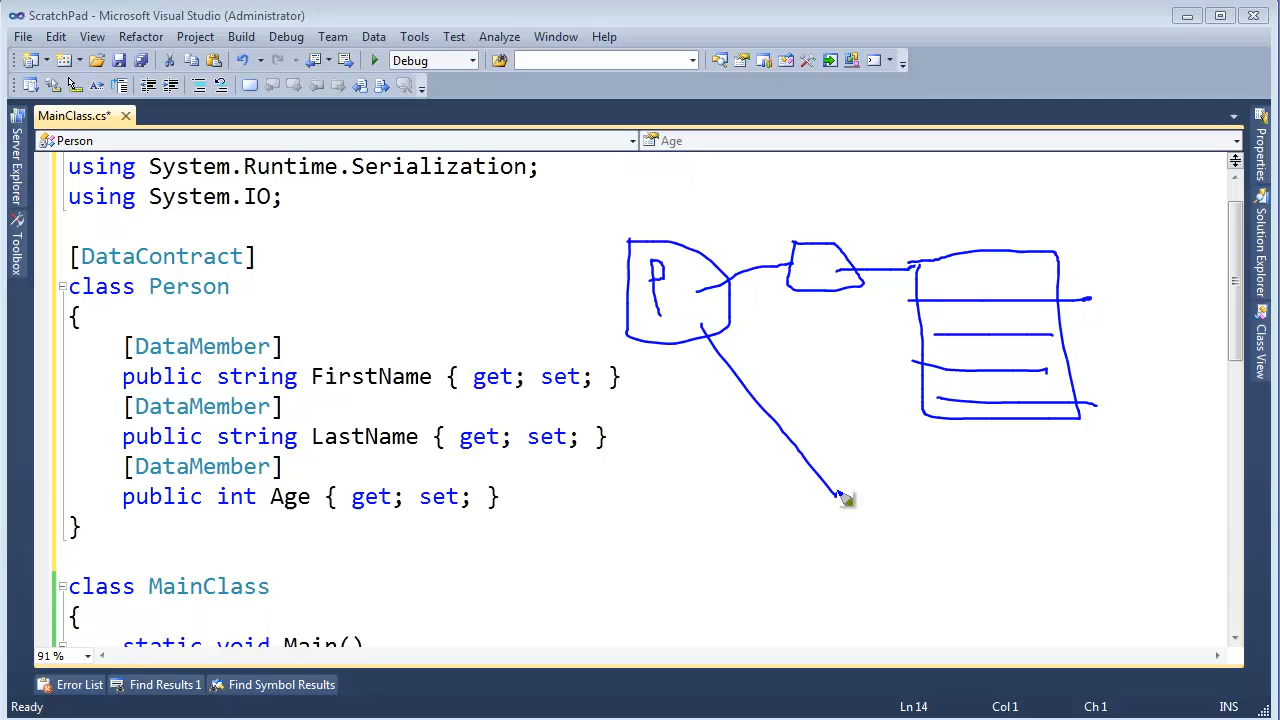 ScratchPad - Microsoft Visual Studio (Administrator)
File Edit View Refactor Project Build Debug Team Data Tools Test Analyze Window Help
Debug
MainClass.cs*
Person Age
Server Explorer
Toolbox
using System.Runtime.Serialization;
using System.IO;
[DataContract]
class Person
{
[DataMember]
public string FirstName { get; set; }
[DataMember]
public string LastName { get; set; }
[DataMember]
public int Age { get; set; }
}
class MainClass
{
static void Main()
P
Properties
Solution Explorer
Class View
91 %
Error List Find Results 1 Find Symbol Results
Ready Ln 14 Col 1 Ch 1 INS